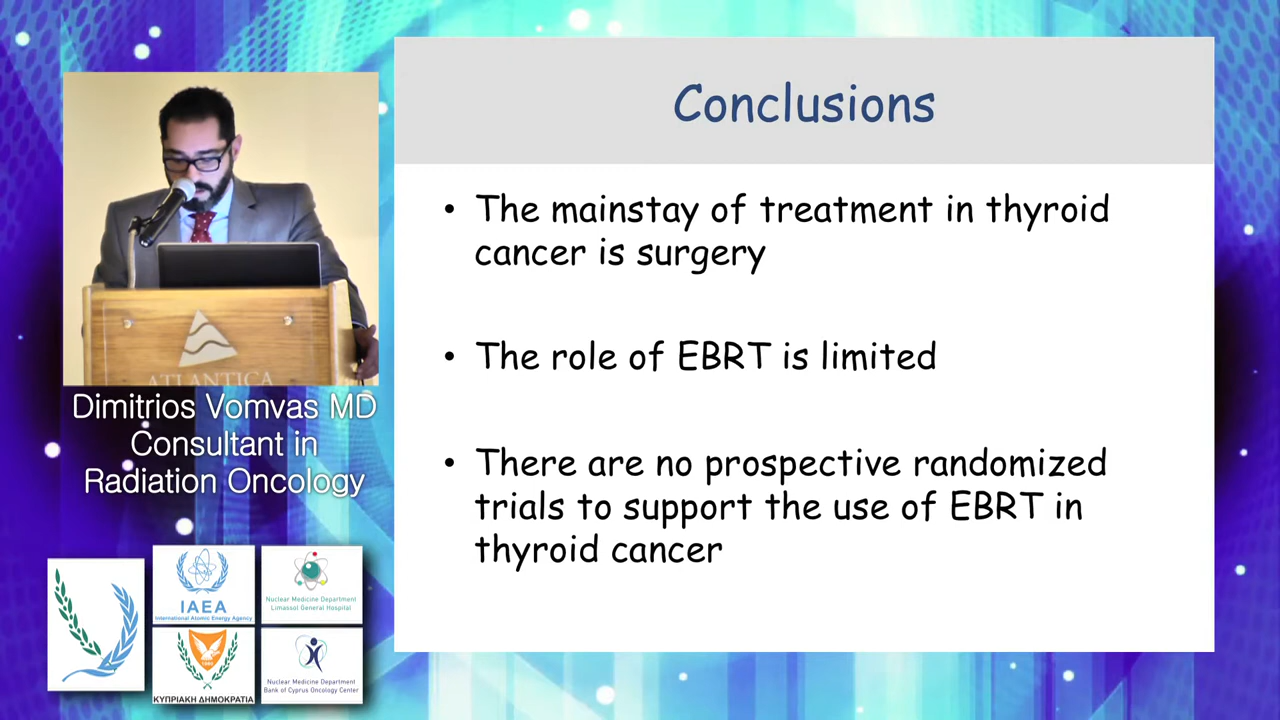 Conclusions
• The mainstay of treatment in thyroid
cancer is surgery
• The role of EBRT is limited
• There are no prospective randomized
trials to support the use of EBRT in
thyroid cancer
ATLANTICA
Dimitrios Vomvas MD
Consultant in
Radiation Oncology
IAEA
International Atomic Energy Agency
Nuclear Medicine Department
Limassol General Hospital
1960
ΚΥΠΡΙΑΚΗ ΔΗΜΟΚΡΑΤΙΑ
Nuclear Medicine Department
Bank of Cyprus Oncology Center